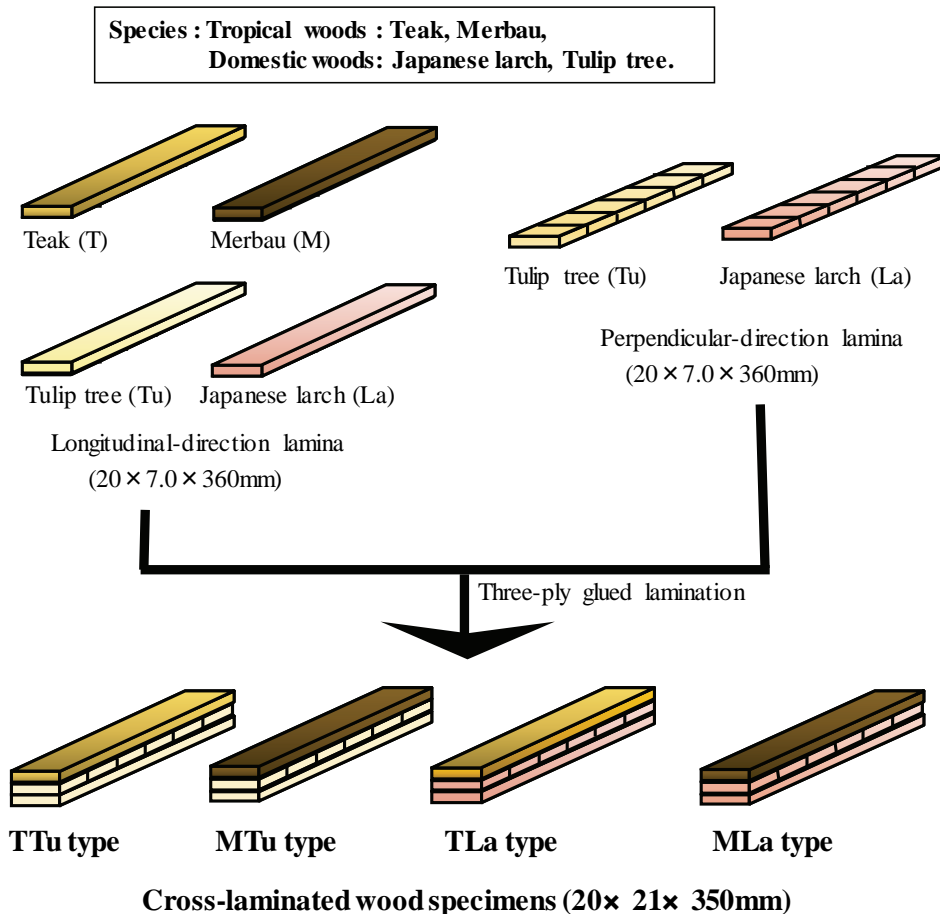 Species : Tropical woods : Teak, Merbau,
Domestic woods: Japanese larch, Tulip tree.
Teak (T)
Merbau (M)
Tulip tree (Tu)
Japanese larch (La)
Tulip tree (Tu)
Japanese larch (La)
Perpendicular-direction lamina
(20 × 7.0 × 360mm)
Longitudinal-direction lamina
(20 × 7.0 × 360mm)
Three-ply glued lamination
TTu type
MTu type
TLa type
MLa type
Cross-laminated wood specimens (20× 21× 350mm)